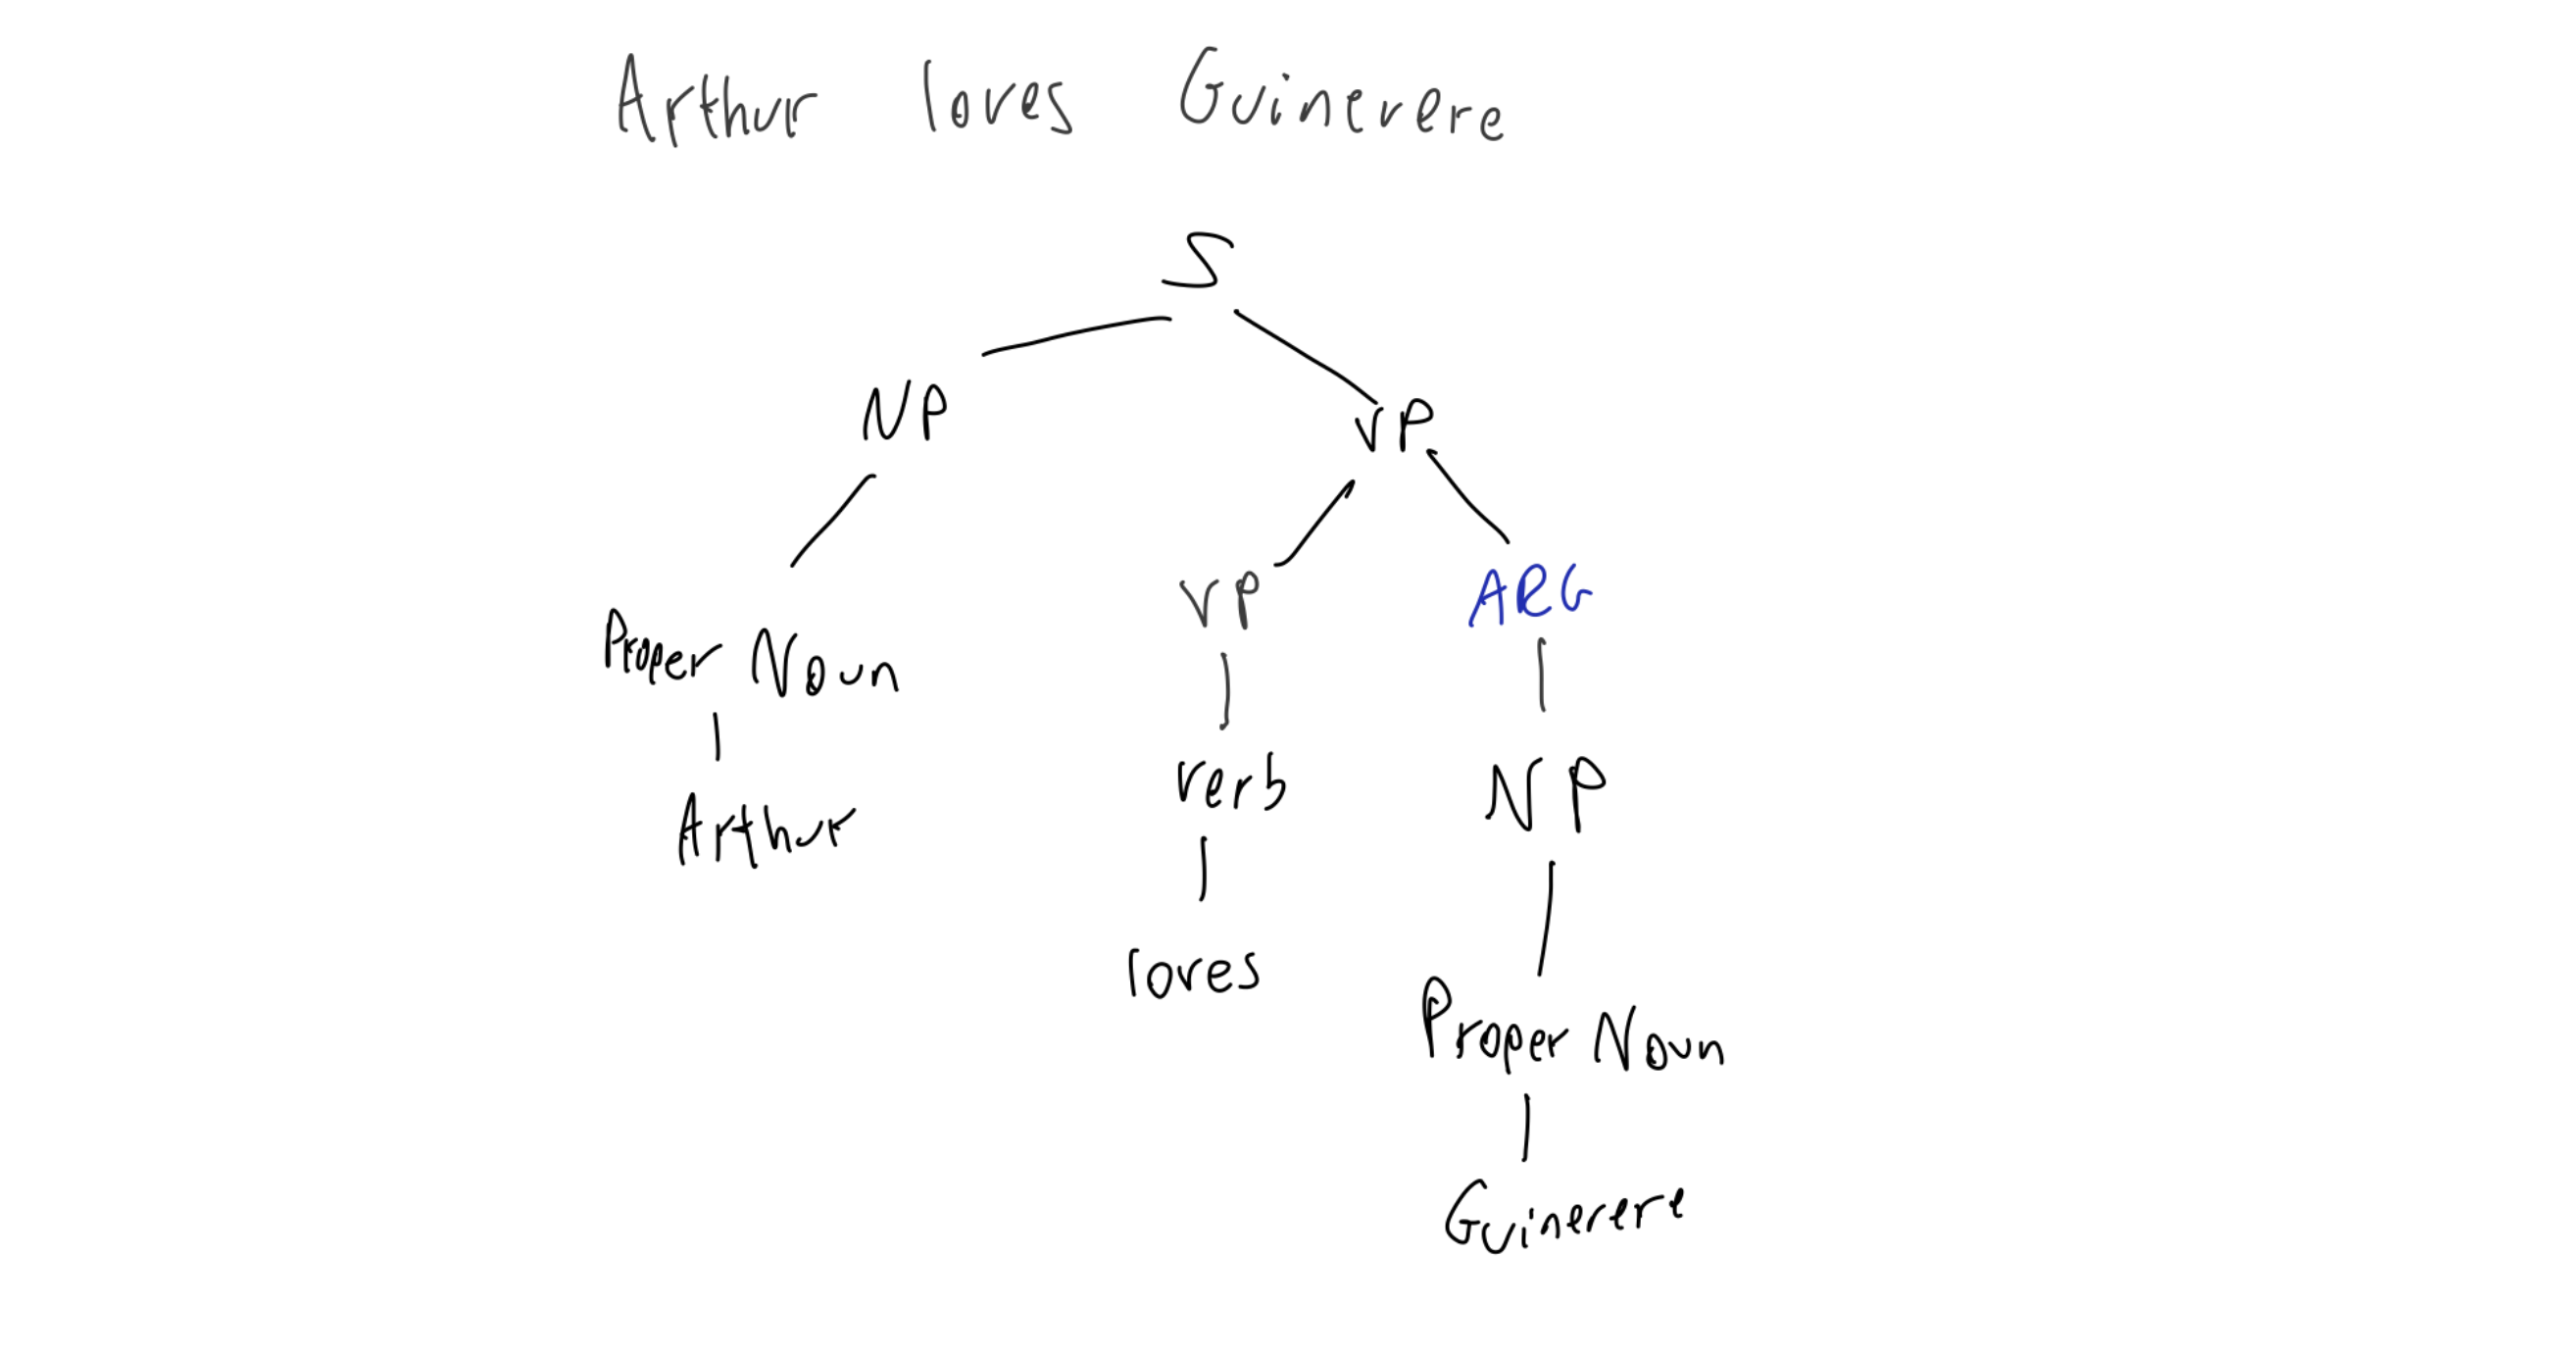 Arthur loves Guinevere
S
NP VP
VP ARG
Proper Noun
verb NP
Arthur
loves
Proper Noun
Guinevere